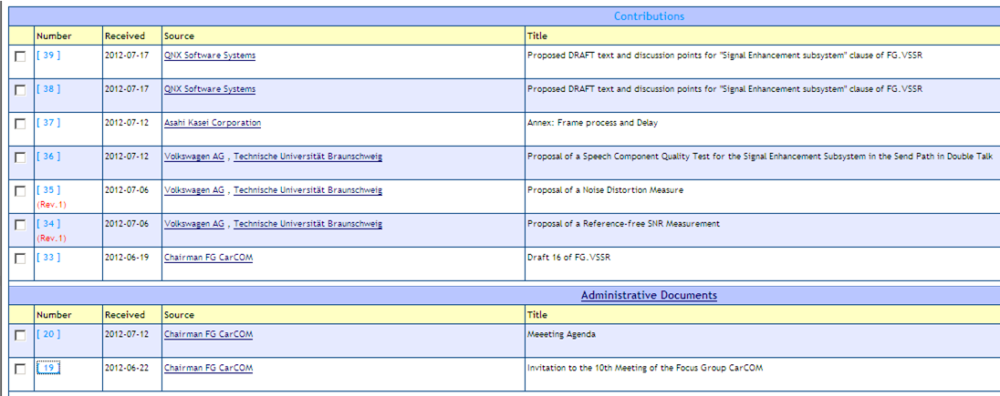 Contributions
Number Received Source Title
[ 39 ] 2012-07-17 QNX Software Systems Proposed DRAFT text and discussion points for "Signal Enhancement subsystem" clause of FG.VSSR
[ 38 ] 2012-07-17 QNX Software Systems Proposed DRAFT text and discussion points for "Signal Enhancement subsystem" clause of FG.VSSR
[ 37 ] 2012-07-12 Asahi Kasei Corporation Annex: Frame process and Delay
[ 36 ] 2012-07-12 Volkswagen AG , Technische Universität Braunschweig Proposal of a Speech Component Quality Test for the Signal Enhancement Subsystem in the Send Path in Double Talk
[ 35 ] 2012-07-06 Volkswagen AG , Technische Universität Braunschweig Proposal of a Noise Distortion Measure
(Rev.1)
[ 34 ] 2012-07-06 Volkswagen AG , Technische Universität Braunschweig Proposal of a Reference-free SNR Measurement
(Rev.1)
[ 33 ] 2012-06-19 Chairman FG CarCOM Draft 16 of FG.VSSR
Administrative Documents
Number Received Source Title
[ 20 ] 2012-07-12 Chairman FG CarCOM Meeeting Agenda
[ 19 ] 2012-06-22 Chairman FG CarCOM Invitation to the 10th Meeting of the Focus Group CarCOM